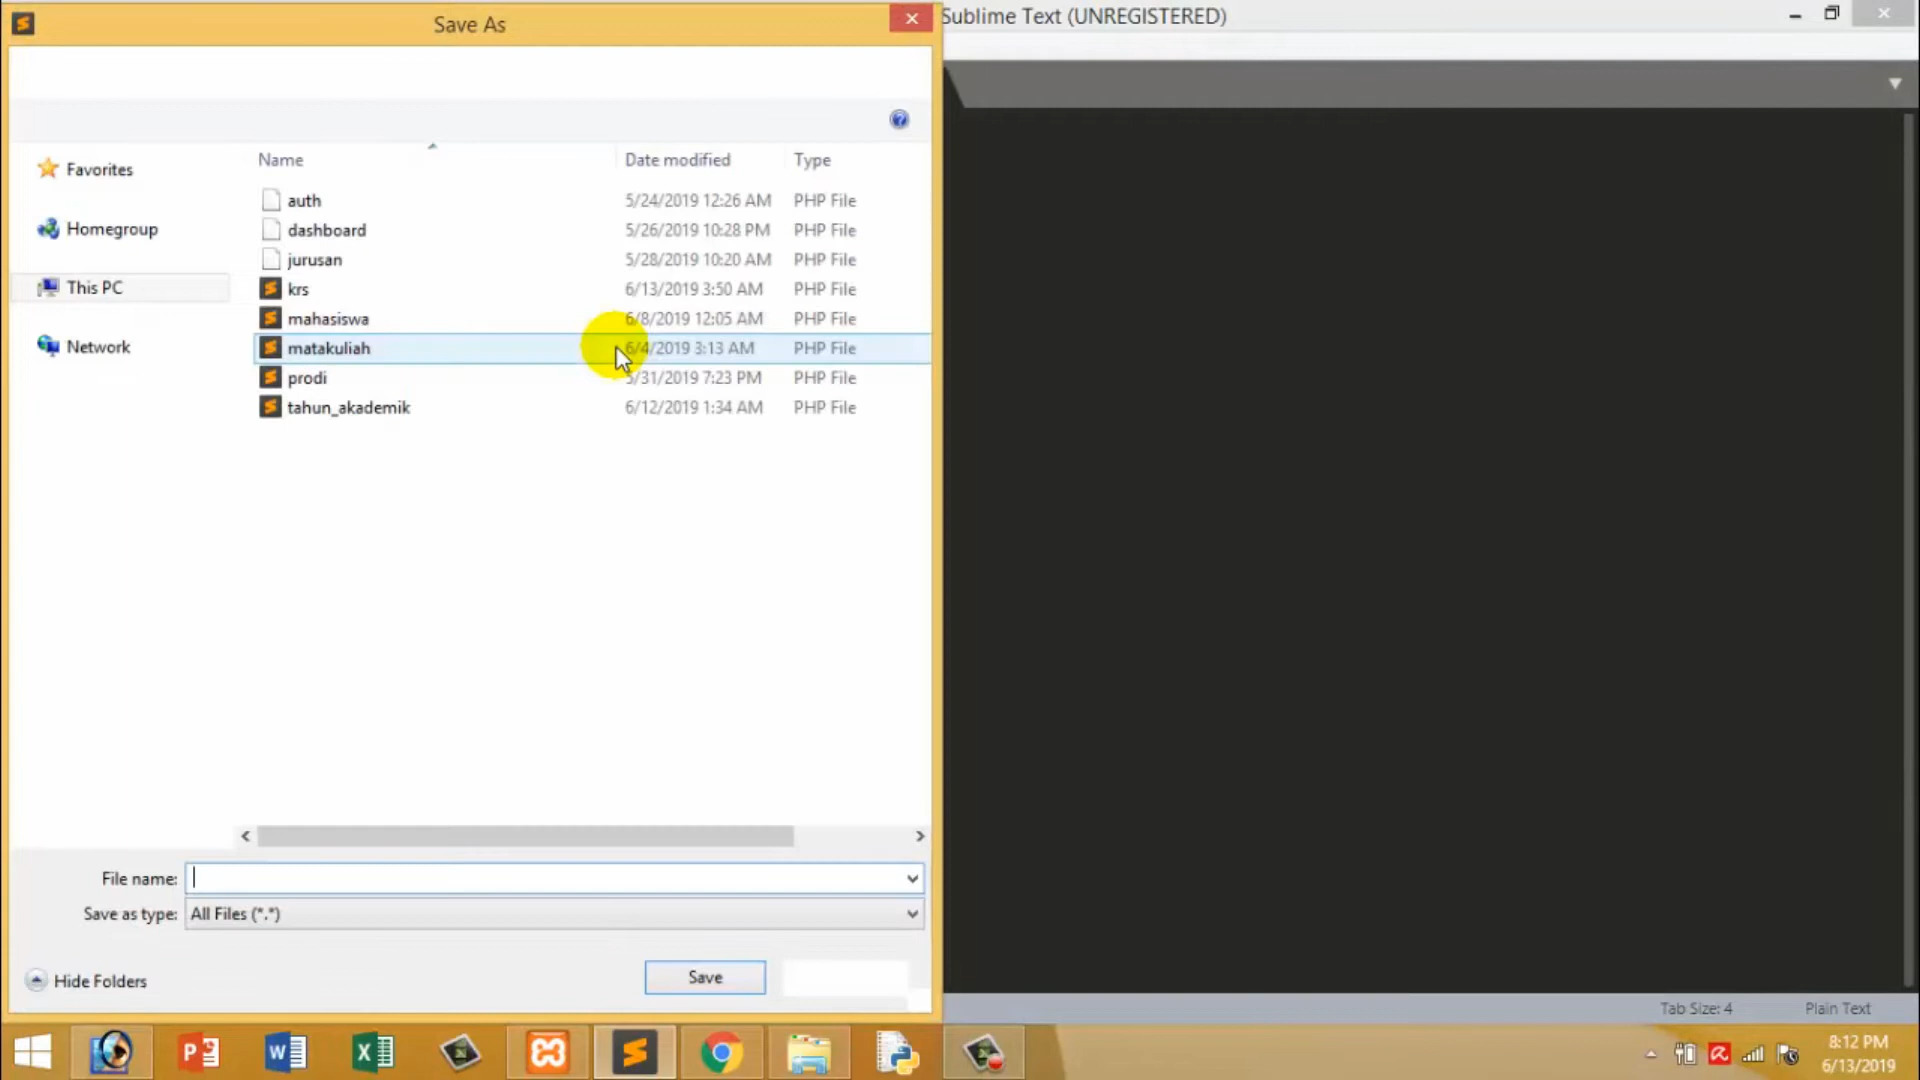 Save As
Sublime Text (UNREGISTERED)
Favorites
Homegroup
This PC
Network
Name Date modified Type
auth 5/24/2019 12:26 AM PHP File
dashboard 5/26/2019 10:28 PM PHP File
jurusan 5/28/2019 10:20 AM PHP File
krs 6/13/2019 3:50 AM PHP File
mahasiswa 6/8/2019 12:05 AM PHP File
matakuliah 6/4/2019 3:13 AM PHP File
prodi 5/31/2019 7:23 PM PHP File
tahun_akademik 6/12/2019 1:34 AM PHP File
File name:
Save as type: All Files (*.*)
Hide Folders
Save
Tab Size: 4 Plain Text
8:12 PM
6/13/2019